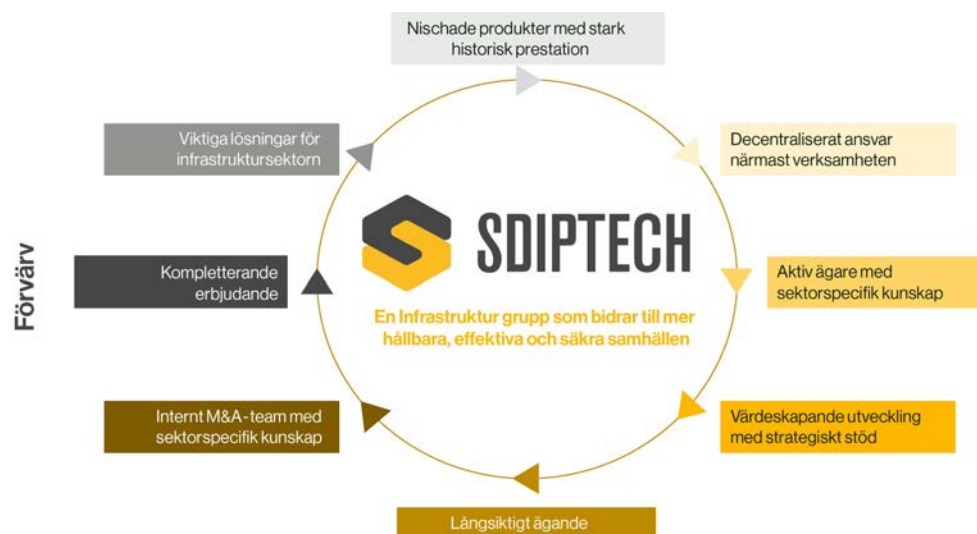 Nischade produkter med stark
historisk prestation
Viktiga lösningar för
infrastruktursektorn
Decentraliserat ansvar
närmast verksamheten
SDIPTECH
En Infrastruktur grupp som bidrar till mer
hållbara, effektiva och säkra samhällen
Förvärv
Kompletterande
erbjudande
Aktiv ägare med
sektorspecifik kunskap
Internt M&A-team med
sektorspecifik kunskap
Värdeskapande utveckling
med strategiskt stöd
Långsiktigt ägande